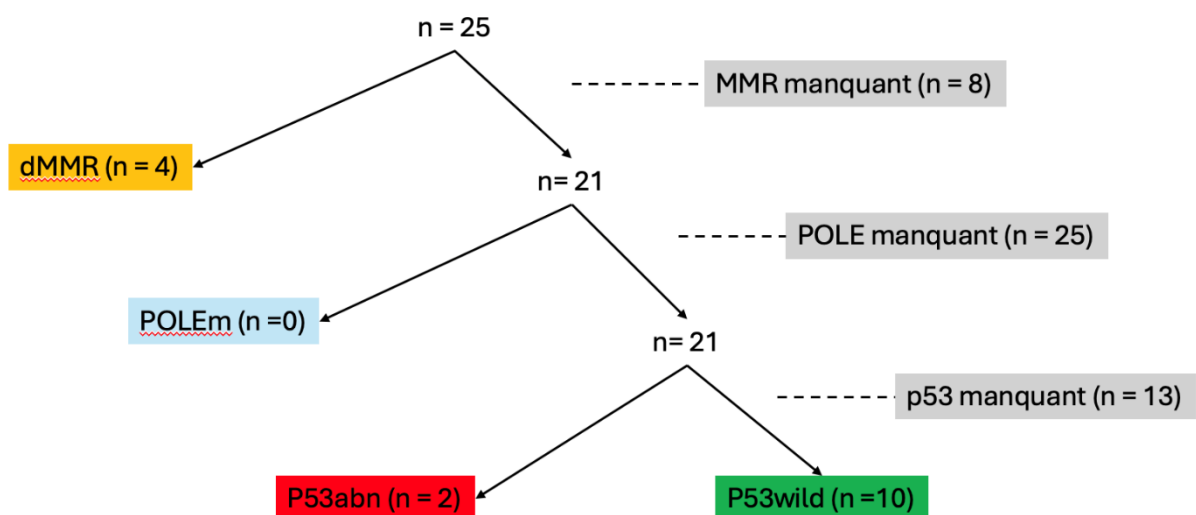 n = 25
MMR manquant (n = 8)
dMMR (n = 4)
n= 21
POLE manquant (n = 25)
POLEm (n =0)
n= 21
p53 manquant (n = 13)
P53abn (n = 2)
P53wild (n =10)